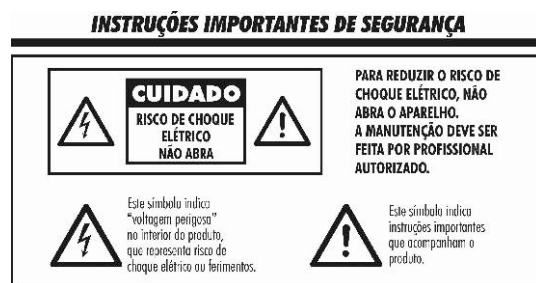 INSTRUÇÕES IMPORTANTES DE SEGURANÇA
CUIDADO
RISCO DE CHOQUE
ELÉTRICO
NÃO ABRA
PARA REDUZIR O RISCO DE
CHOQUE ELÉTRICO, NÃO
ABRA O APARELHO.
A MANUTENÇÃO DEVE SER
FEITA POR PROFISSIONAL
AUTORIZADO.
Este símbolo indica
"voltagem perigosa"
no interior do produto,
que representa risco de
choque elétrico ou ferimentos.
Este símbolo indica
instruções importantes
que acompanham o
produto.